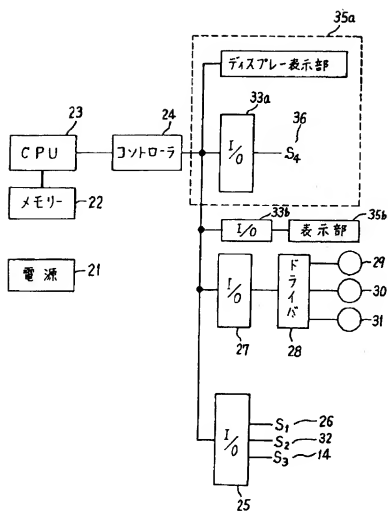 35a
ディスプレー表示部
33a
36
I/O
S4
23
24
CPU
コントローラ
メモリー
22
33b
I/O
表示部
35b
電源
21
I/O
27
ドライバ
28
29
30
31
I/O
25
S1
26
S2
32
S3
14